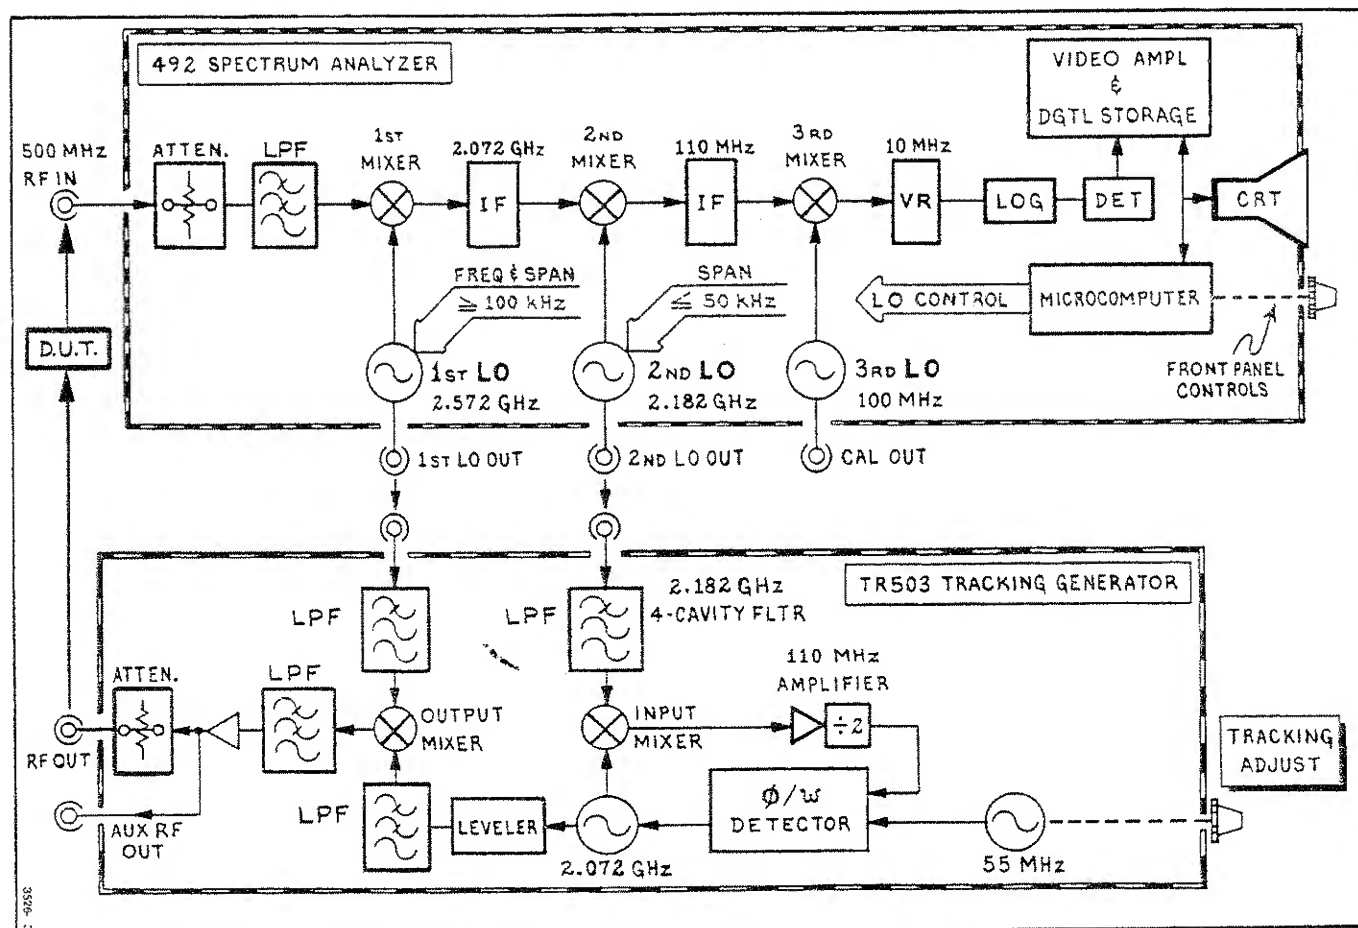 492 SPECTRUM ANALYZER
VIDEO AMPL
&
DGTL STORAGE
500 MHz
RF IN
ATTEN.
LPF
1ST
MIXER
2.072 GHz
IF
2ND
MIXER
110 MHz
IF
3RD
MIXER
10 MHz
VR
LOG
DET
CRT
FREQ & SPAN
≥ 100 kHz
SPAN
≤ 50 kHz
LO CONTROL
MICROCOMPUTER
FRONT PANEL
CONTROLS
D.U.T.
1ST LO
2.572 GHz
2ND LO
2.182 GHz
3RD LO
100 MHz
1ST LO OUT
2ND LO OUT
CAL OUT
TR503 TRACKING GENERATOR
LPF
LPF
2.182 GHz
4-CAVITY FLTR
110 MHz
AMPLIFIER
÷2
ATTEN.
LPF
OUTPUT
MIXER
INPUT
MIXER
RF OUT
TRACKING
ADJUST
LPF
LEVELER
Ø/w
DETECTOR
AUX RF
OUT
2.072 GHz
55 MHz